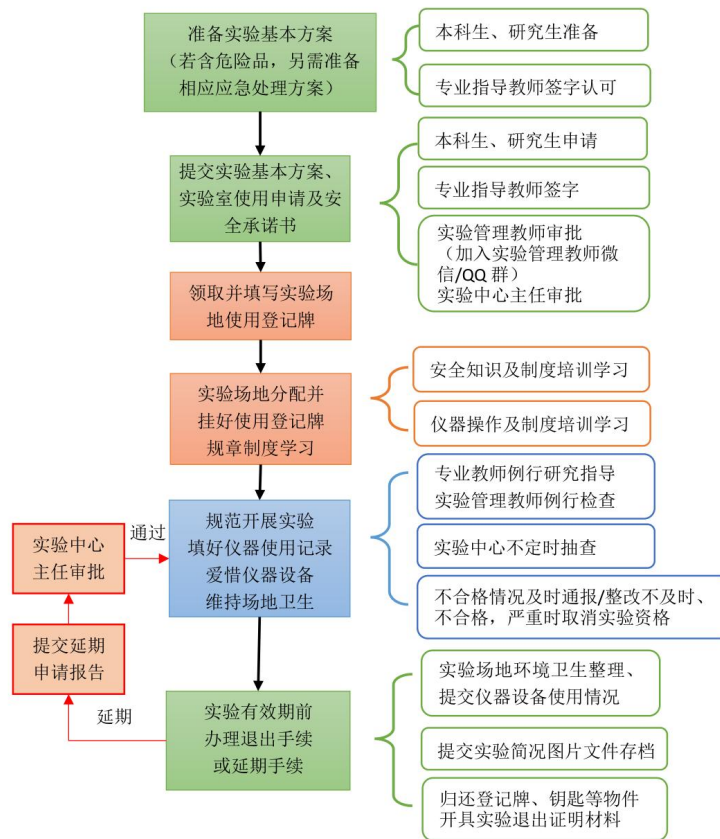 准备实验基本方案
（若含危险品，另需准备
相应应急处理方案）
本科生、研究生准备
专业指导教师签字认可
提交实验基本方案、
实验室使用申请及安
全承诺书
本科生、研究生申请
专业指导教师签字
实验管理教师审批
（加入实验管理教师微
信/QQ 群）
实验中心主任审批
领取并填写实验场
地使用登记牌
实验场地分配并
挂好使用登记牌
规章制度学习
安全知识及制度培训学习
仪器操作及制度培训学习
规范开展实验
填好仪器使用记录
爱惜仪器设备
维持场地卫生
专业教师例行研究指导
实验管理教师例行检查
实验中心不定时抽查
不合格情况及时通报/整改不及时、
不合格，严重时取消实验资格
通过
实验中心
主任审批
提交延期
申请报告
延期
实验有效期前
办理退出手续
或延期手续
实验场地环境卫生整理、
提交仪器设备使用情况
提交实验简况图片文件存档
归还登记牌、钥匙等物件
开具实验退出证明材料